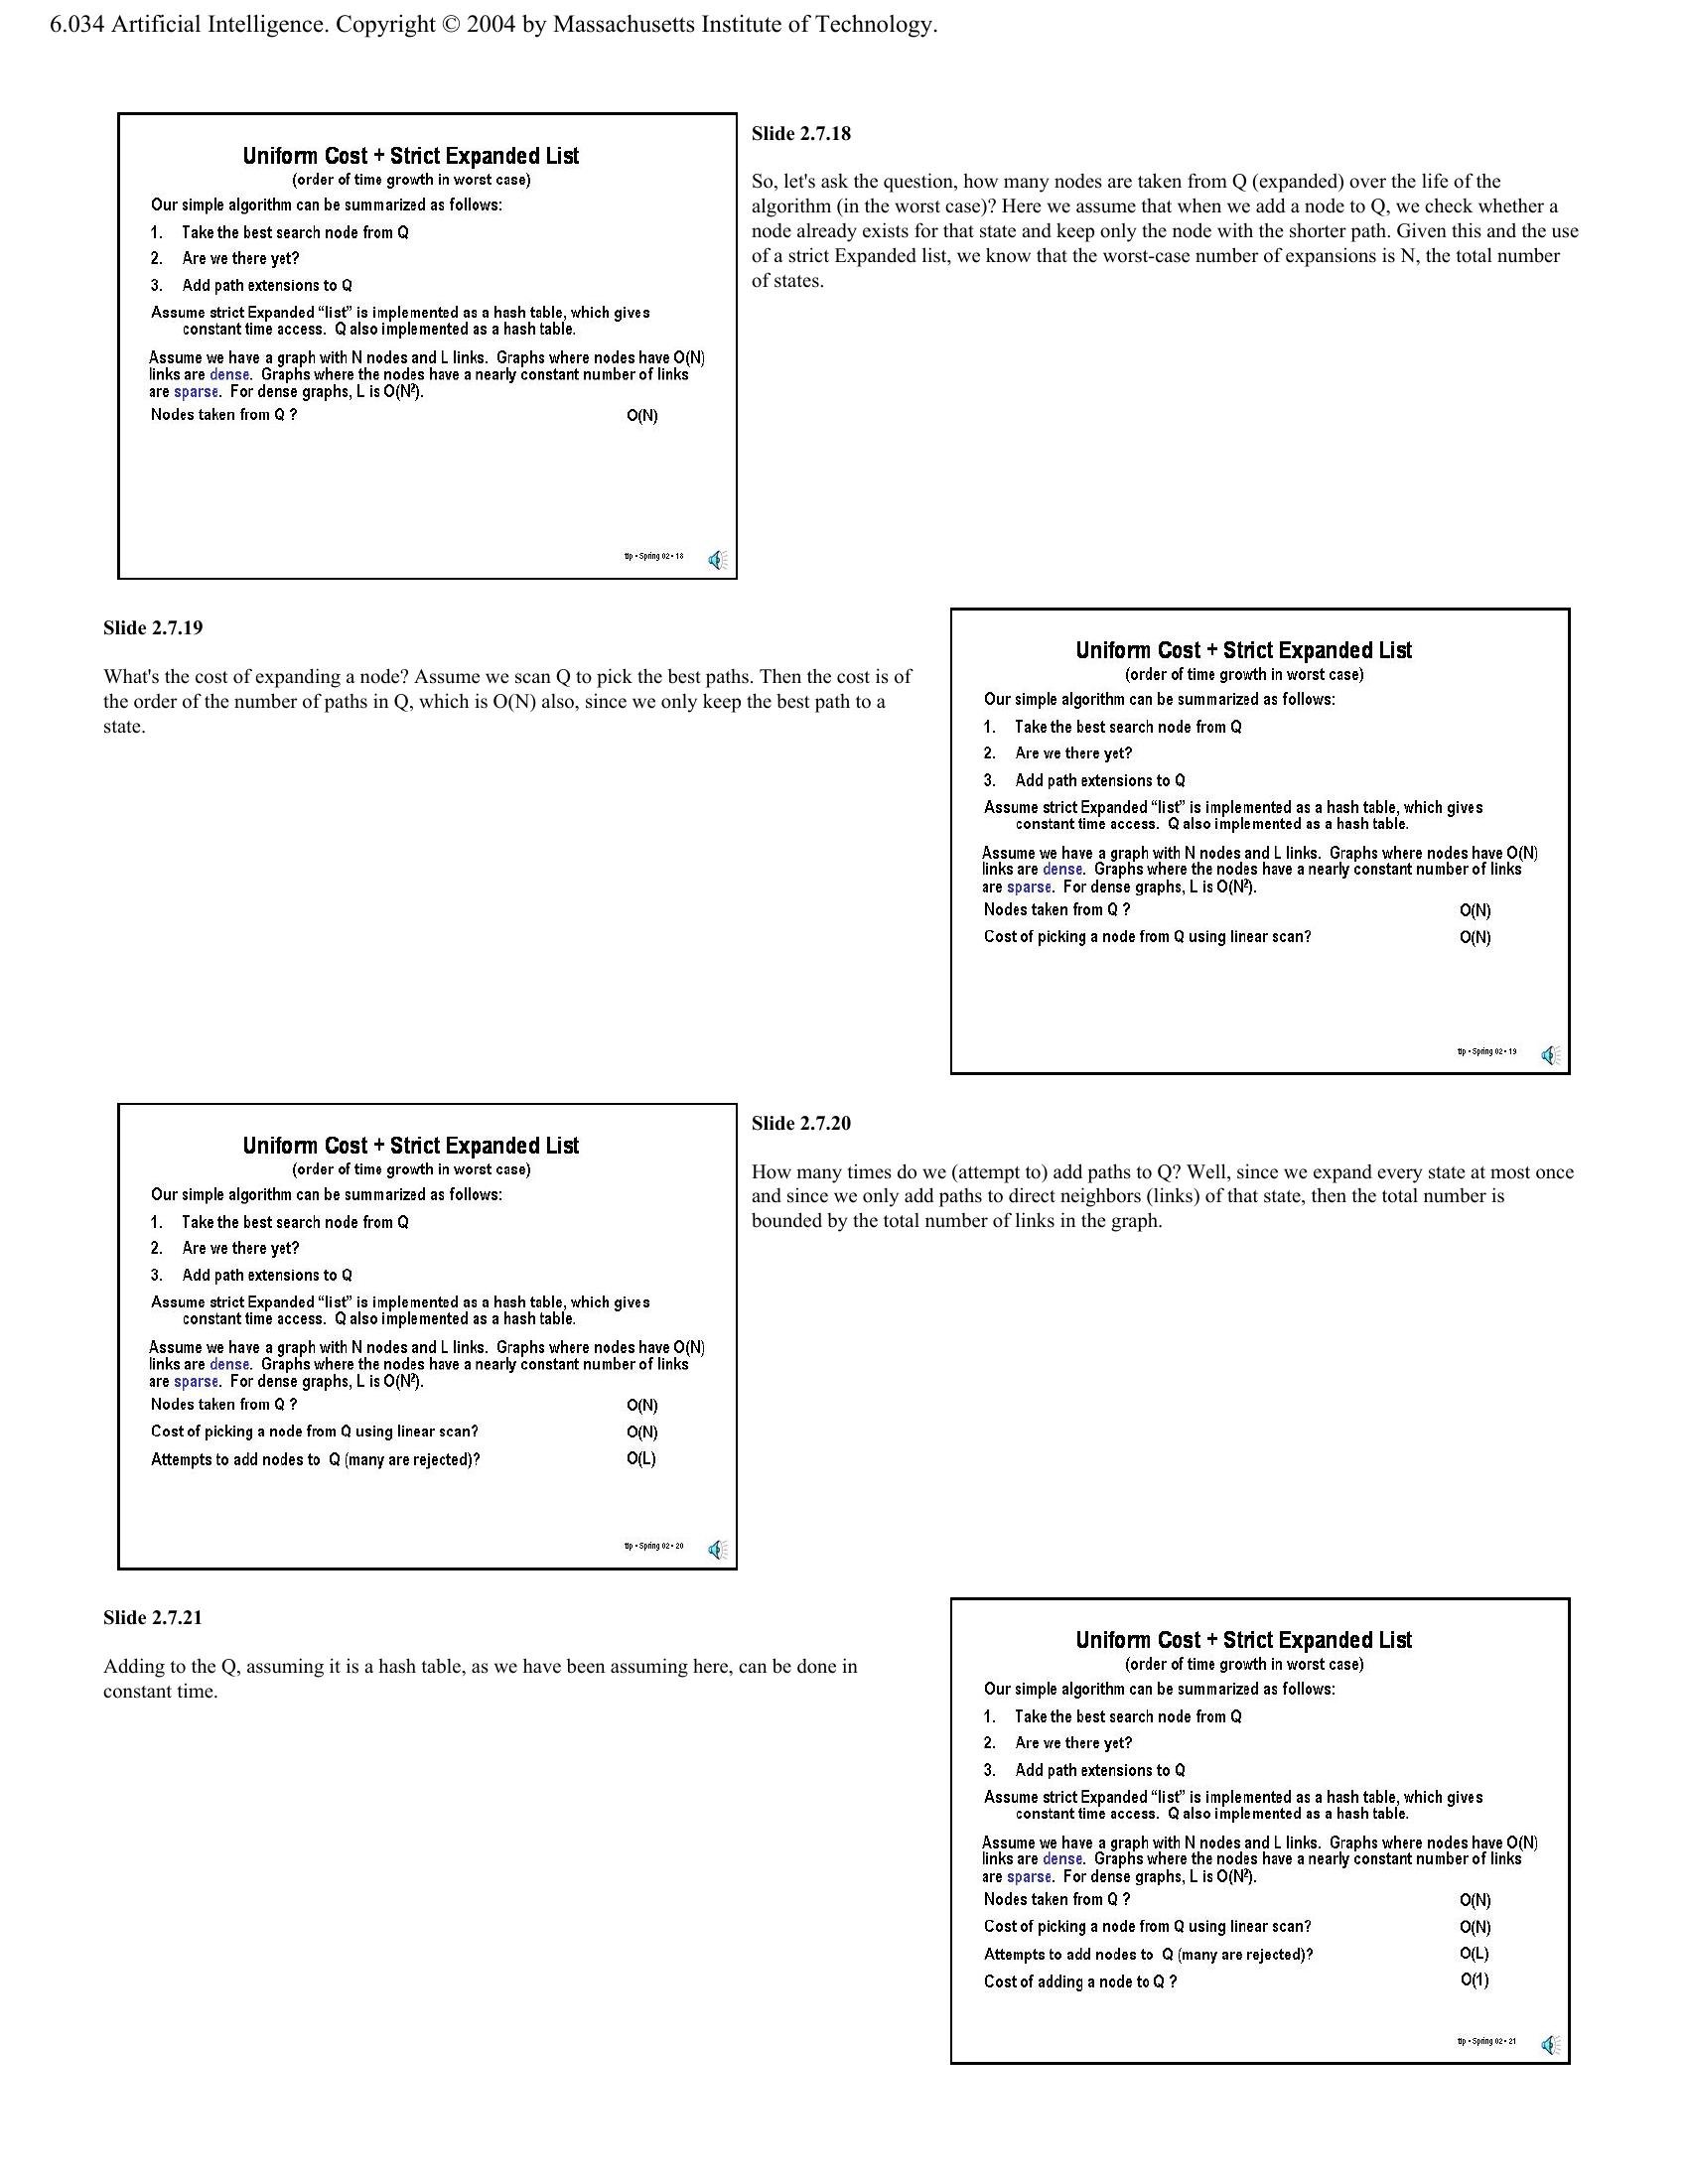 6.034 Artificial Intelligence. Copyright © 2004 by Massachusetts Institute of Technology.
Uniform Cost + Strict Expanded List
(order of time growth in worst case)
Our simple algorithm can be summarized as follows:
1. Take the best search node from Q
2. Are we there yet?
3. Add path extensions to Q
Assume strict Expanded “list” is implemented as a hash table, which gives
constant time access. Q also implemented as a hash table.
Assume we have a graph with N nodes and L links. Graphs where nodes have O(N)
links are dense. Graphs where the nodes have a nearly constant number of links
are sparse. For dense graphs, L is O(N²).
Nodes taken from Q ? O(N)
tlp • Spring 02 • 18
Slide 2.7.18
So, let's ask the question, how many nodes are taken from Q (expanded) over the life of the
algorithm (in the worst case)? Here we assume that when we add a node to Q, we check whether a
node already exists for that state and keep only the node with the shorter path. Given this and the use
of a strict Expanded list, we know that the worst-case number of expansions is N, the total number
of states.
Slide 2.7.19
What's the cost of expanding a node? Assume we scan Q to pick the best paths. Then the cost is of
the order of the number of paths in Q, which is O(N) also, since we only keep the best path to a
state.
Uniform Cost + Strict Expanded List
(order of time growth in worst case)
Our simple algorithm can be summarized as follows:
1. Take the best search node from Q
2. Are we there yet?
3. Add path extensions to Q
Assume strict Expanded “list” is implemented as a hash table, which gives
constant time access. Q also implemented as a hash table.
Assume we have a graph with N nodes and L links. Graphs where nodes have O(N)
links are dense. Graphs where the nodes have a nearly constant number of links
are sparse. For dense graphs, L is O(N²).
Nodes taken from Q ? O(N)
Cost of picking a node from Q using linear scan? O(N)
tlp • Spring 02 • 19
Uniform Cost + Strict Expanded List
(order of time growth in worst case)
Our simple algorithm can be summarized as follows:
1. Take the best search node from Q
2. Are we there yet?
3. Add path extensions to Q
Assume strict Expanded “list” is implemented as a hash table, which gives
constant time access. Q also implemented as a hash table.
Assume we have a graph with N nodes and L links. Graphs where nodes have O(N)
links are dense. Graphs where the nodes have a nearly constant number of links
are sparse. For dense graphs, L is O(N²).
Nodes taken from Q ? O(N)
Cost of picking a node from Q using linear scan? O(N)
Attempts to add nodes to Q (many are rejected)? O(L)
tlp • Spring 02 • 20
Slide 2.7.20
How many times do we (attempt to) add paths to Q? Well, since we expand every state at most once
and since we only add paths to direct neighbors (links) of that state, then the total number is
bounded by the total number of links in the graph.
Slide 2.7.21
Adding to the Q, assuming it is a hash table, as we have been assuming here, can be done in
constant time.
Uniform Cost + Strict Expanded List
(order of time growth in worst case)
Our simple algorithm can be summarized as follows:
1. Take the best search node from Q
2. Are we there yet?
3. Add path extensions to Q
Assume strict Expanded “list” is implemented as a hash table, which gives
constant time access. Q also implemented as a hash table.
Assume we have a graph with N nodes and L links. Graphs where nodes have O(N)
links are dense. Graphs where the nodes have a nearly constant number of links
are sparse. For dense graphs, L is O(N²).
Nodes taken from Q ? O(N)
Cost of picking a node from Q using linear scan? O(N)
Attempts to add nodes to Q (many are rejected)? O(L)
Cost of adding a node to Q ? O(1)
tlp • Spring 02 • 21